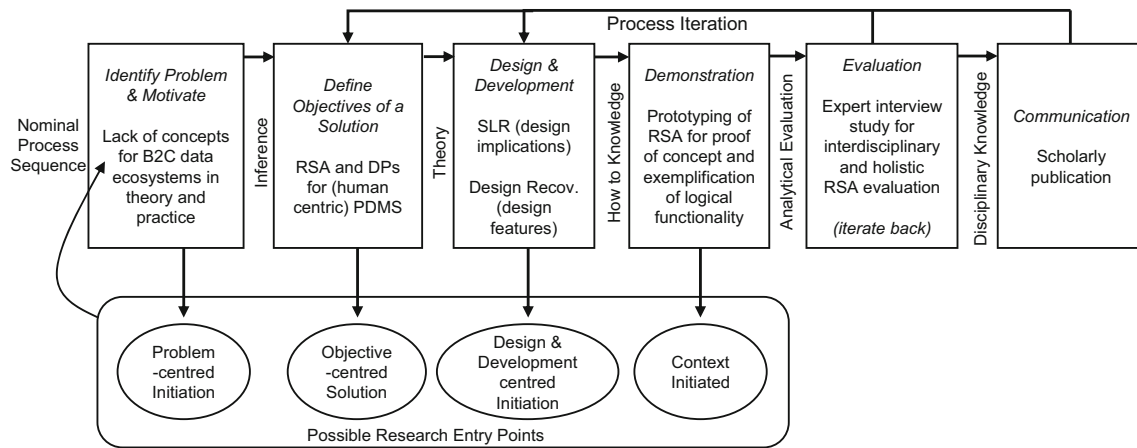 Process Iteration
Nominal
Process
Sequence
Identify Problem
& Motivate
Lack of concepts
for B2C data
ecosystems in
theory and
practice
Inference
Define
Objectives of a
Solution
RSA and DPs
for (human
centric) PDMS
Theory
Design &
Development
SLR (design
implications)
Design Recov.
(design
features)
How to Knowledge
Demonstration
Prototyping of
RSA for proof
of concept and
exemplification
of logical
functionality
Analytical Evaluation
Evaluation
Expert interview
study for
interdisciplinary
and holistic
RSA evaluation
(iterate back)
Disciplinary Knowledge
Communication
Scholarly
publication
Problem
-centred
Initiation
Objective
-centred
Solution
Design &
Development
centred
Initiation
Context
Initiated
Possible Research Entry Points